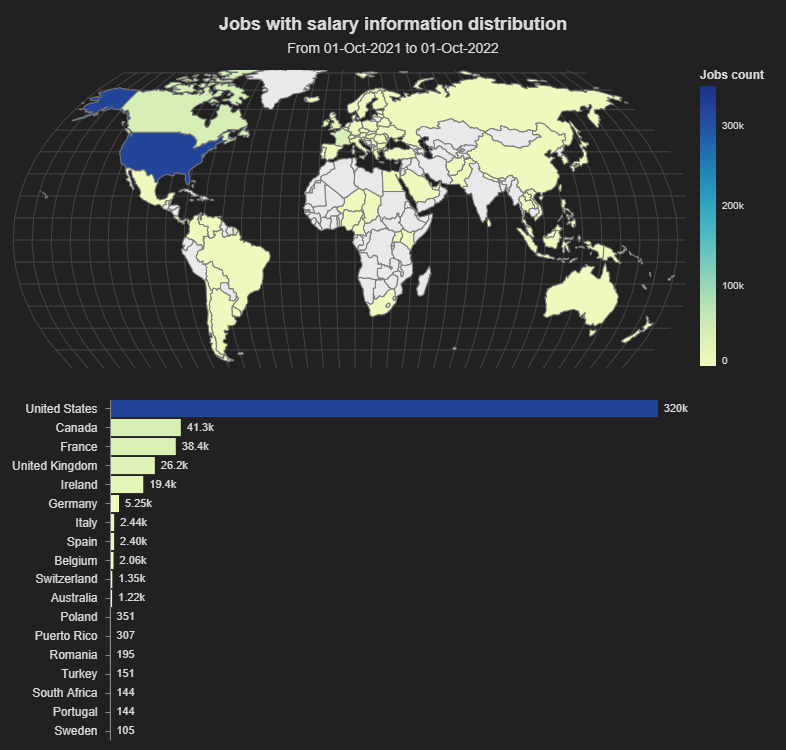 Jobs with salary information distribution
From 01-Oct-2021 to 01-Oct-2022
Jobs count
300k
200k
100k
0
United States 320k
Canada 41.3k
France 38.4k
United Kingdom 26.2k
Ireland 19.4k
Germany 5.25k
Italy 2.44k
Spain 2.40k
Belgium 2.06k
Switzerland 1.35k
Australia 1.22k
Poland 351
Puerto Rico 307
Romania 195
Turkey 151
South Africa 144
Portugal 144
Sweden 105